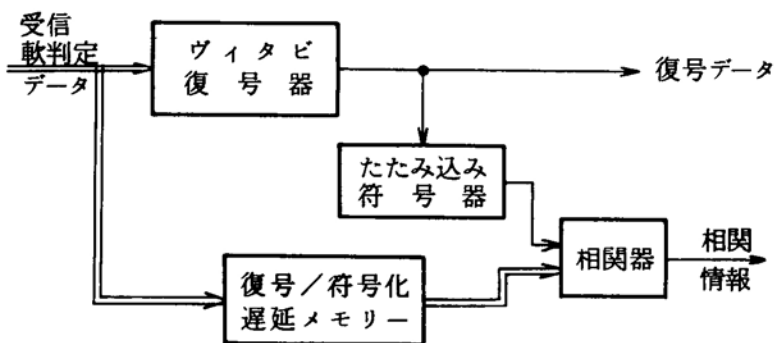 受信
軟判定
データ
ヴィタビ
復号器
復号データ
たたみ込み
符号器
相関器
相関
情報
復号／符号化
遅延メモリー